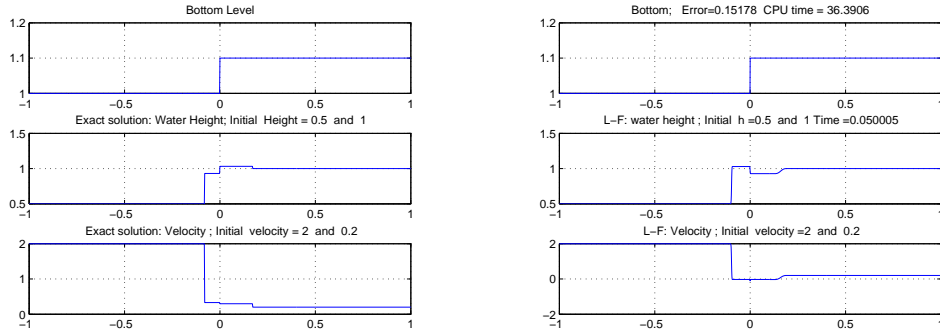 Bottom Level
1.2
1.1
1
−1 −0.5 0 0.5 1
Exact solution: Water Height; Initial Height = 0.5 and 1
1.5
1
0.5
−1 −0.5 0 0.5 1
Exact solution: Velocity ; Initial velocity = 2 and 0.2
2
1
0
−1 −0.5 0 0.5 1
Bottom; Error=0.15178 CPU time = 36.3906
1.2
1.1
1
−1 −0.5 0 0.5 1
L−F: water height ; Initial h =0.5 and 1 Time =0.050005
1.5
1
0.5
−1 −0.5 0 0.5 1
L−F: Velocity ; Initial velocity =2 and 0.2
2
0
−2
−1 −0.5 0 0.5 1